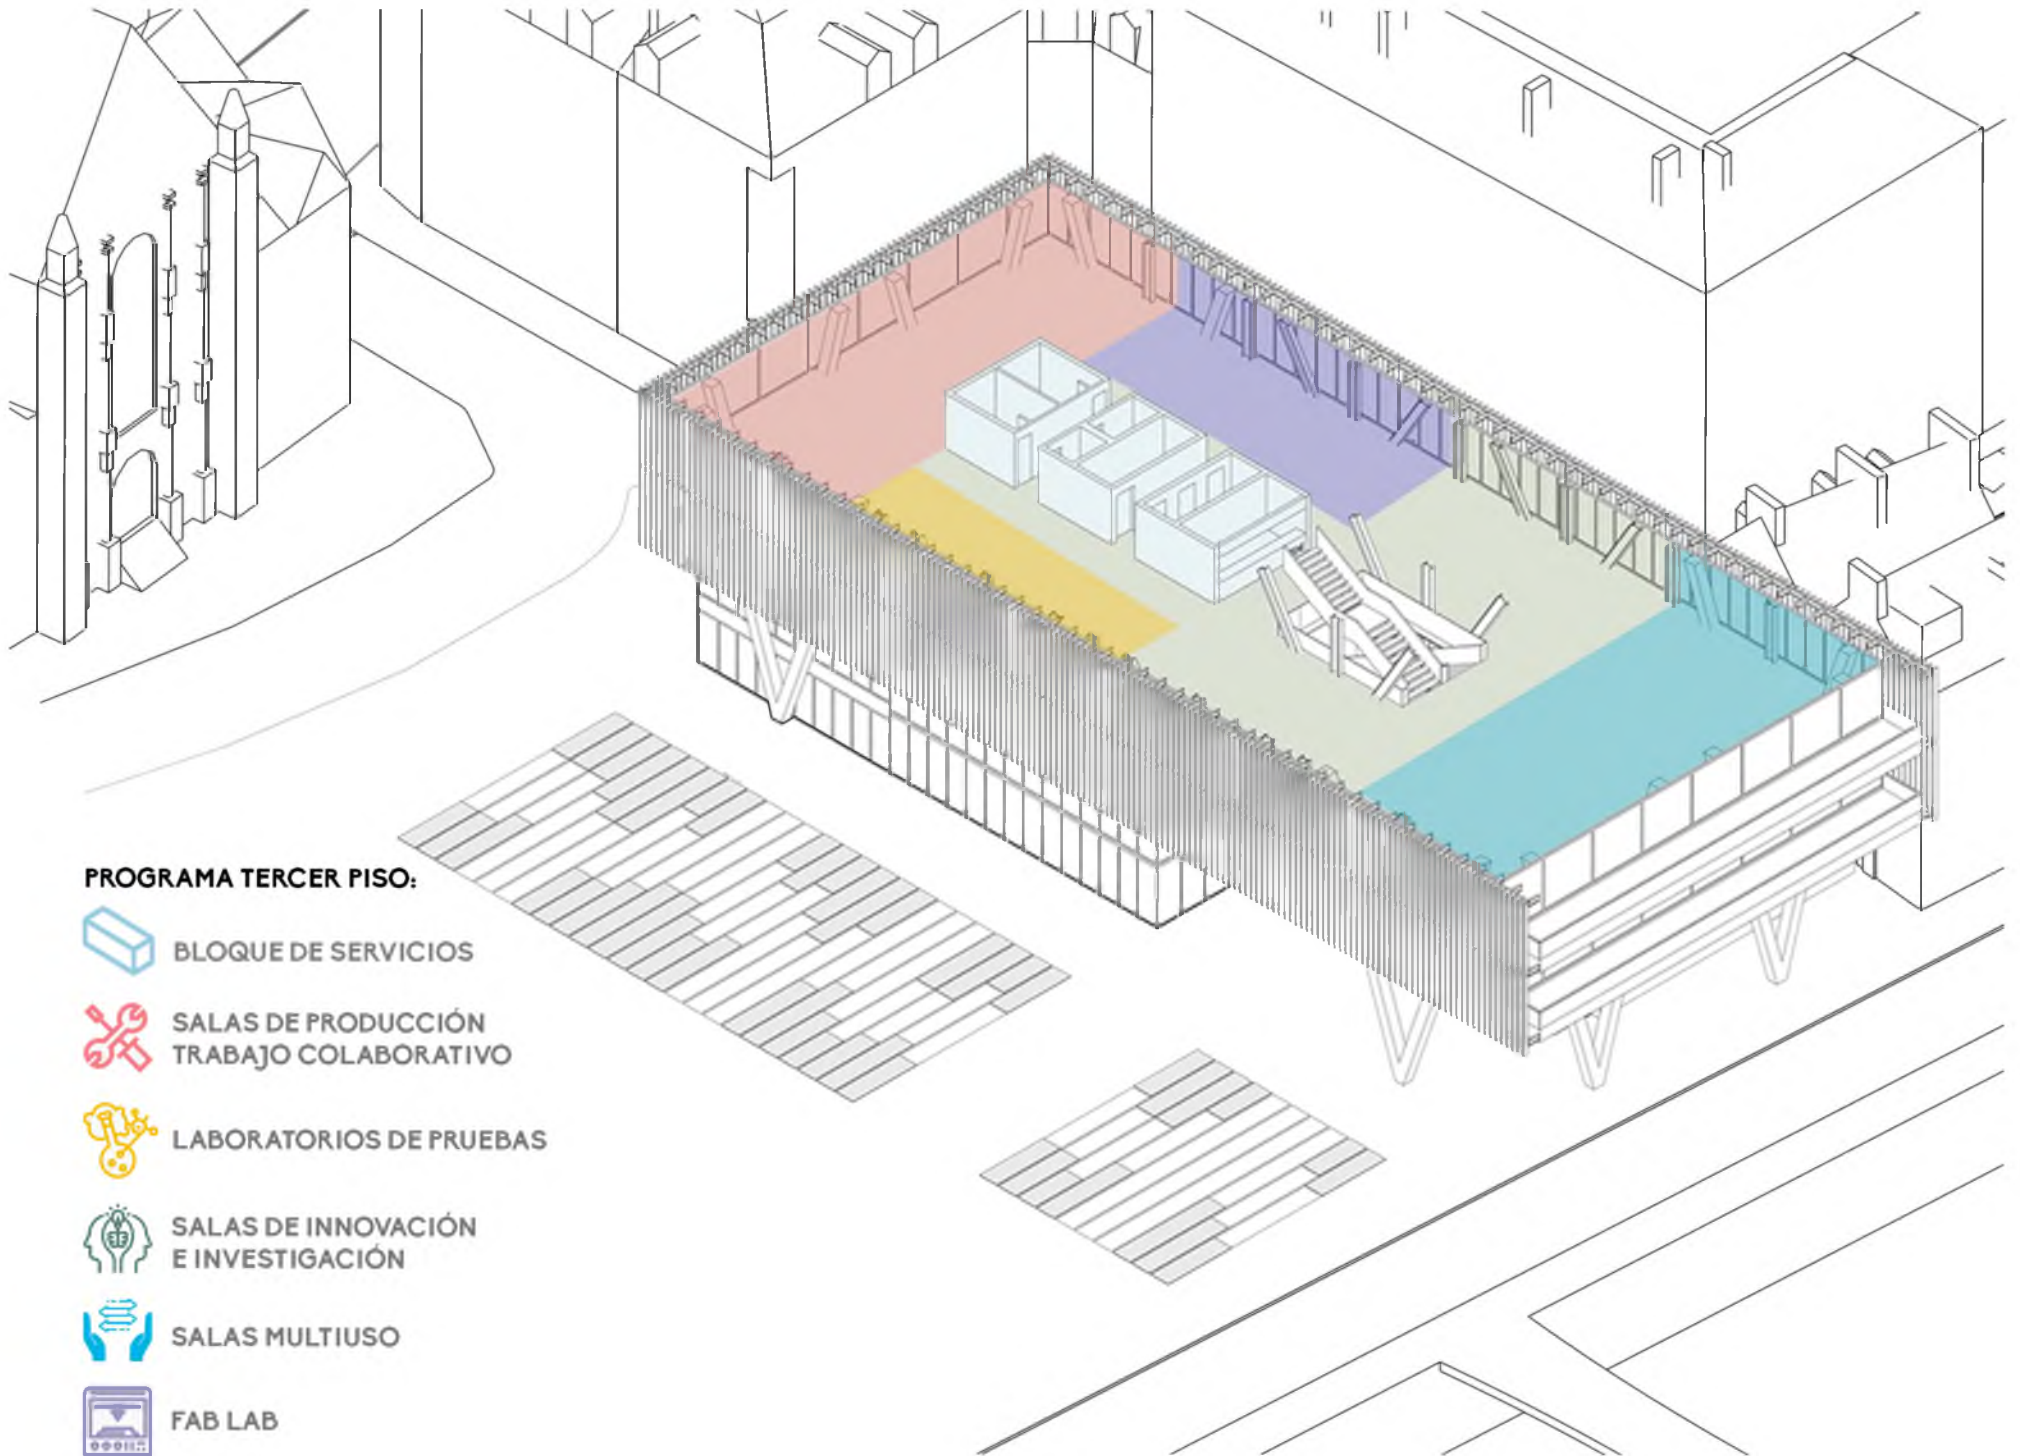 PROGRAMA TERCER PISO:
BLOQUE DE SERVICIOS
SALAS DE PRODUCCIÓN
TRABAJO COLABORATIVO
LABORATORIOS DE PRUEBAS
SALAS DE INNOVACIÓN
E INVESTIGACIÓN
SALAS MULTIUSO
FAB LAB